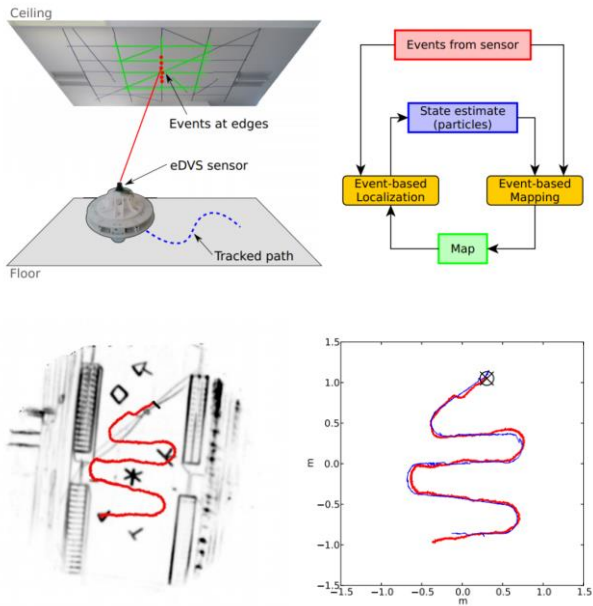 Ceiling
Events at edges
eDVS sensor
Tracked path
Floor
Events from sensor
State estimate
(particles)
Event-based
Localization
Event-based
Mapping
Map
1.5
1.0
0.5
0.0
−0.5
−1.0
−1.5
m
−1.5
−1.0
−0.5
0.0
0.5
1.0
1.5
m